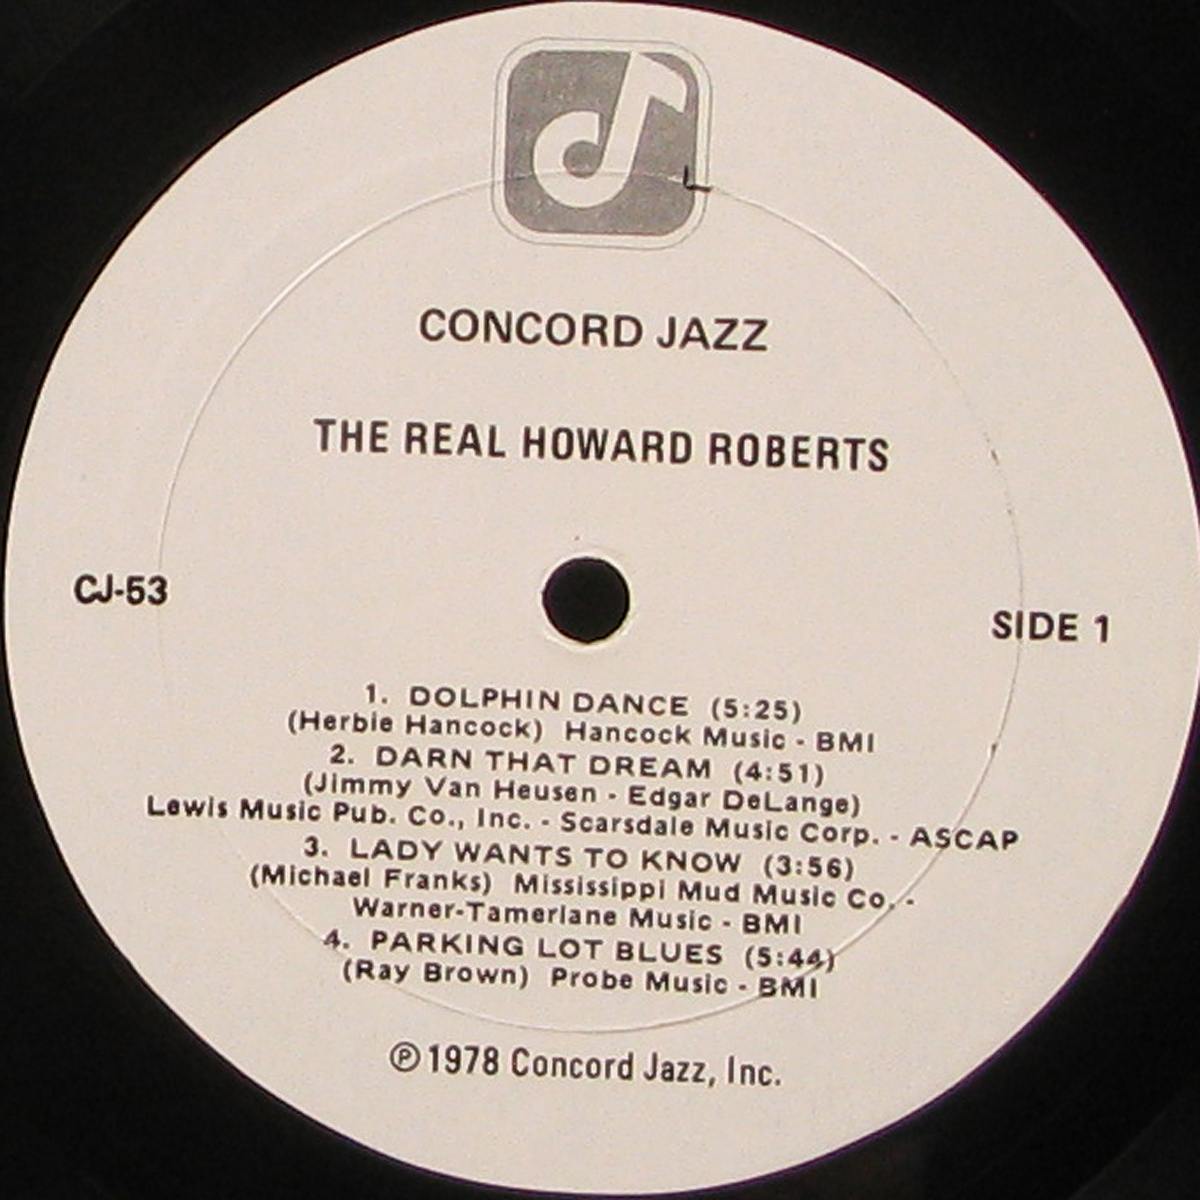 CONCORD JAZZ
THE REAL HOWARD ROBERTS
CJ-53
SIDE 1
1. DOLPHIN DANCE (5:25)
(Herbie Hancock) Hancock Music - BMI
2. DARN THAT DREAM (4:51)
(Jimmy Van Heusen - Edgar DeLange)
Lewis Music Pub. Co., Inc. - Scarsdale Music Corp. - ASCAP
3. LADY WANTS TO KNOW (3:56)
(Michael Franks) Mississippi Mud Music Co. -
Warner-Tamerlane Music - BMI
4. PARKING LOT BLUES (5:44)
(Ray Brown) Probe Music - BMI
℗ 1978 Concord Jazz, Inc.